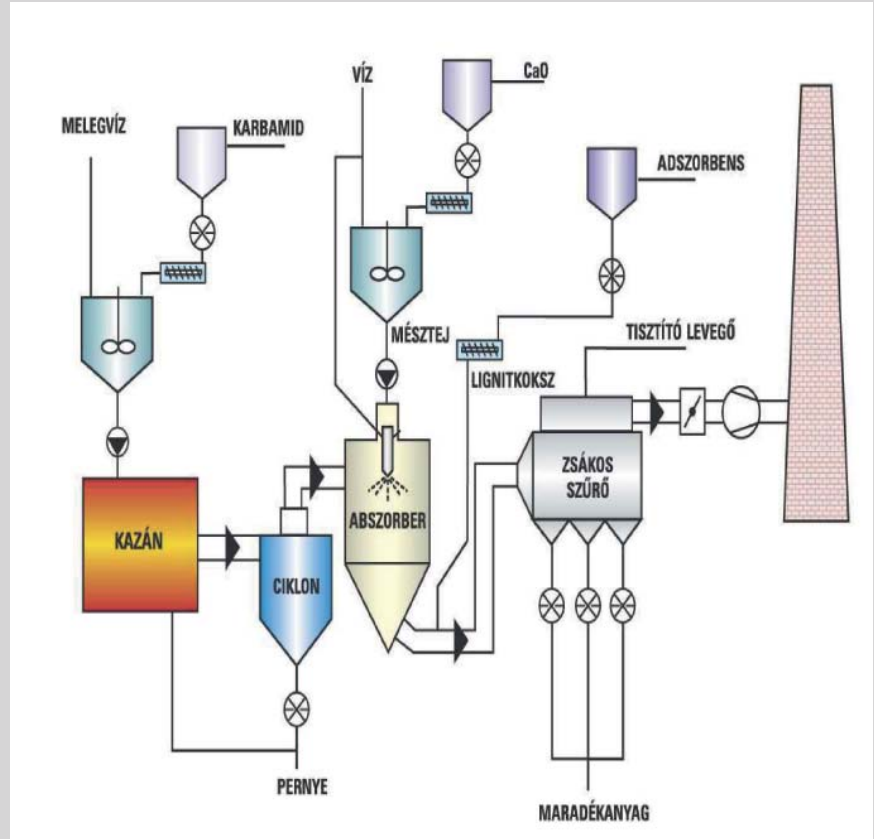 CaO
VÍZ
MELEGVÍZ
KARBAMID
ADSZORBENS
MÉSZTEJ
TISZTÍTÓ LEVEGŐ
LIGNITKOKSZ
ZSÁKOS
SZŰRŐ
ABSZORBER
KAZÁN
CIKLON
PERNYE
MARADÉKANYAG